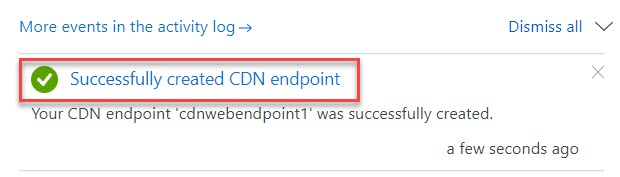 More events in the activity log →
Dismiss all
Successfully created CDN endpoint
Your CDN endpoint 'cdnwebendpoint1' was successfully created.
a few seconds ago